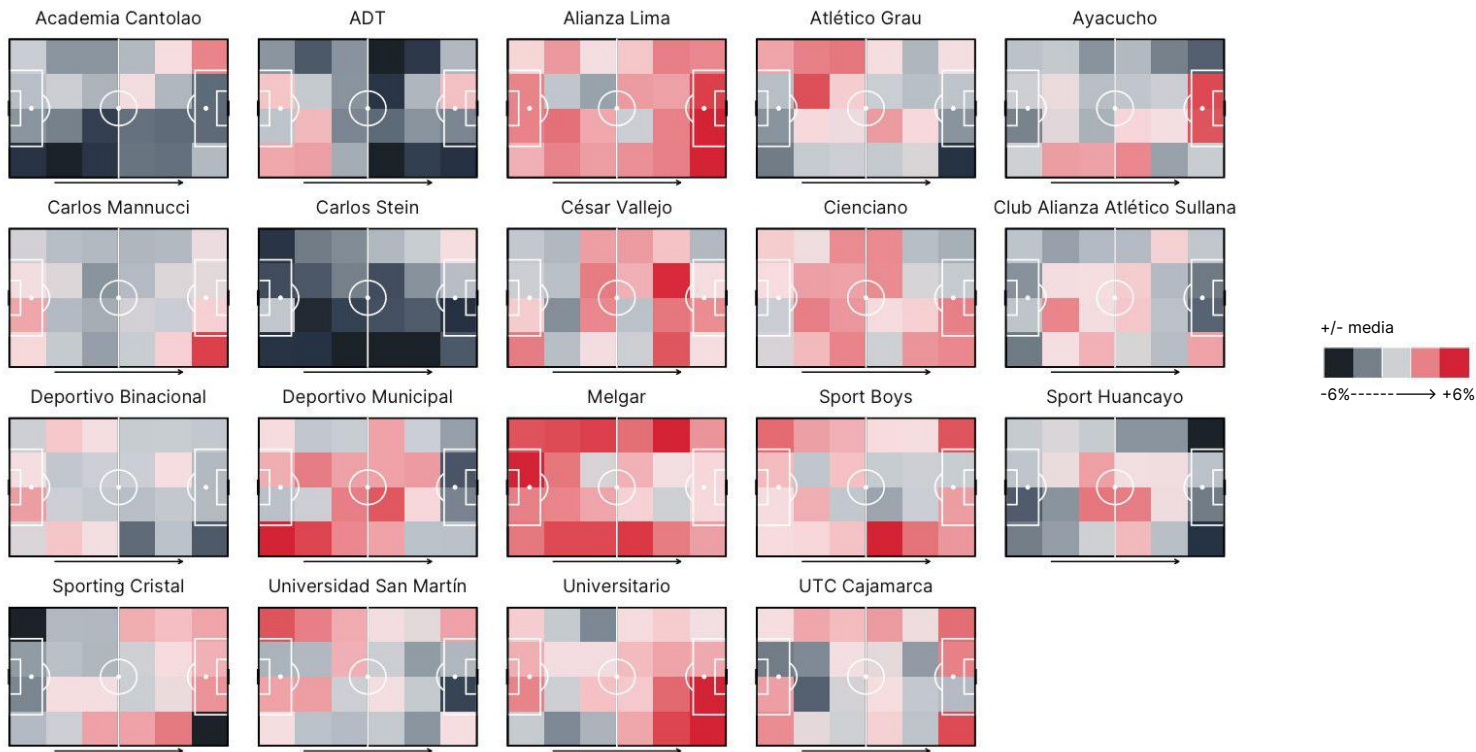 Academia Cantolao
ADT
Alianza Lima
Atlético Grau
Ayacucho
Carlos Mannucci
Carlos Stein
César Vallejo
Cienciano
Club Alianza Atlético Sullana
+/- media
-6%-------→ +6%
Deportivo Binacional
Deportivo Municipal
Melgar
Sport Boys
Sport Huancayo
Sporting Cristal
Universidad San Martín
Universitario
UTC Cajamarca